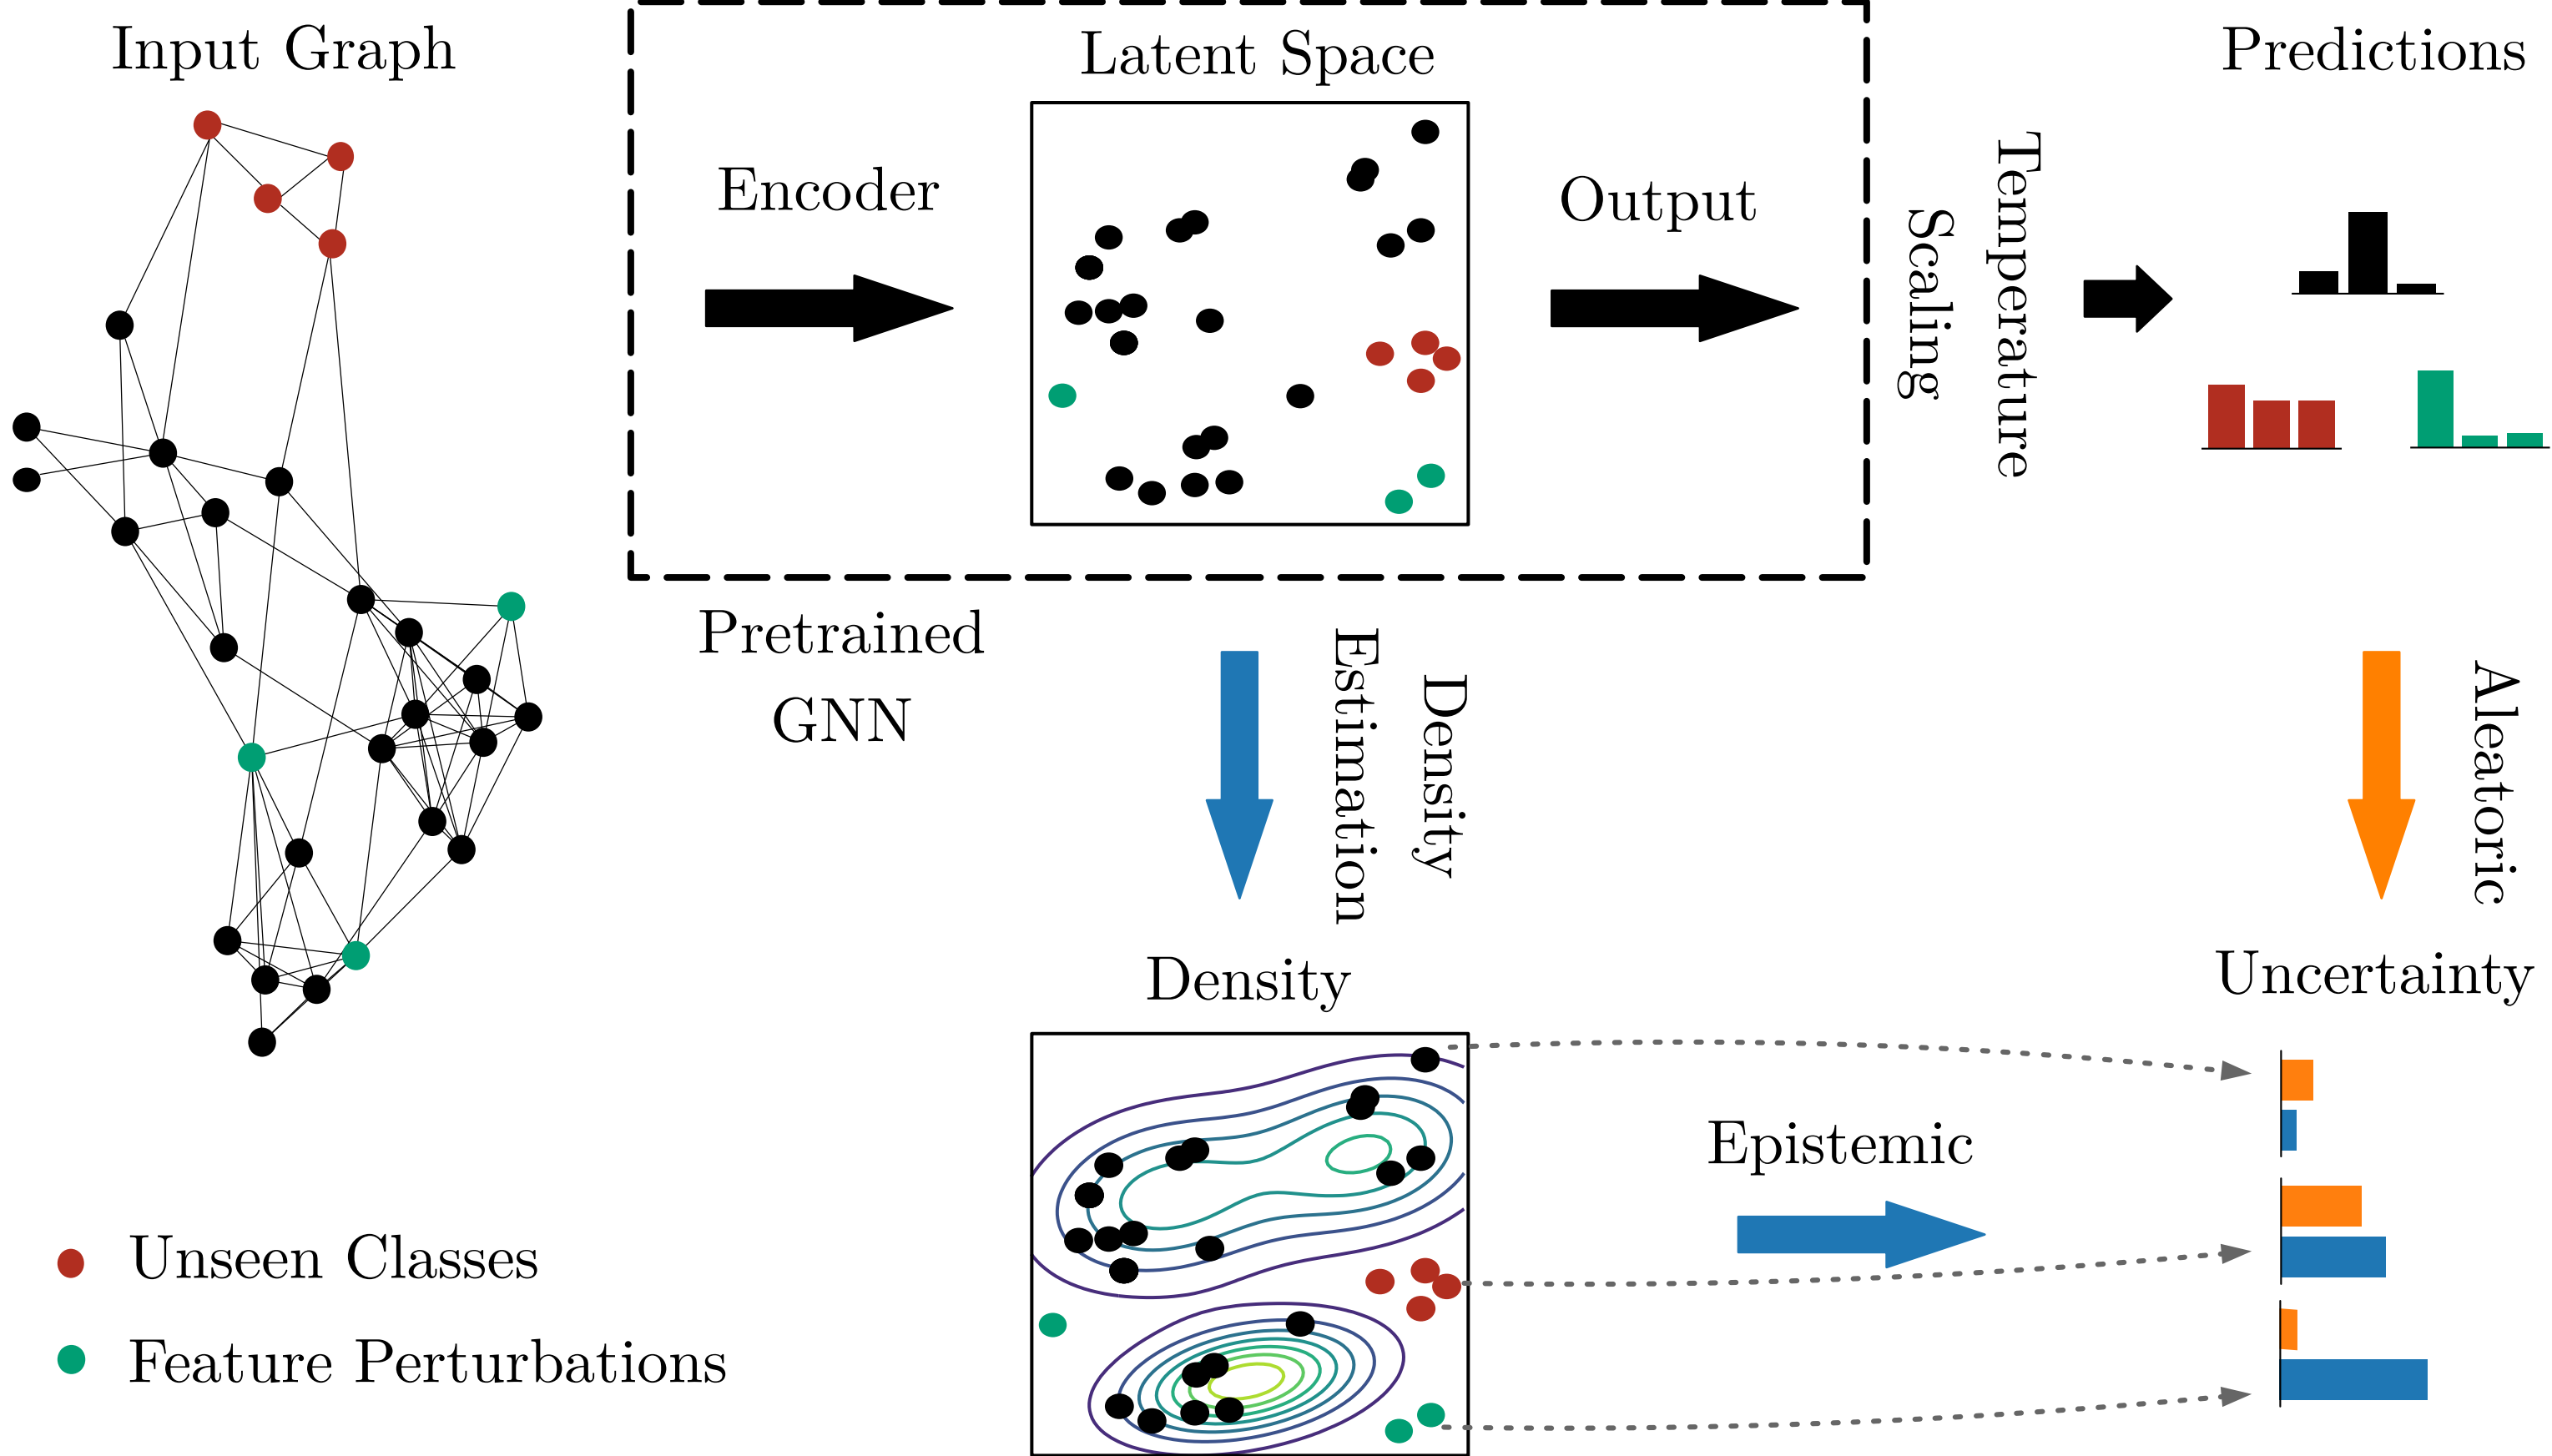 Input Graph
Latent Space
Predictions
Encoder
Output
Temperature
Scaling
Pretrained
GNN
Density
Estimation
Aleatoric
Density
Uncertainty
Epistemic
Unseen Classes
Feature Perturbations